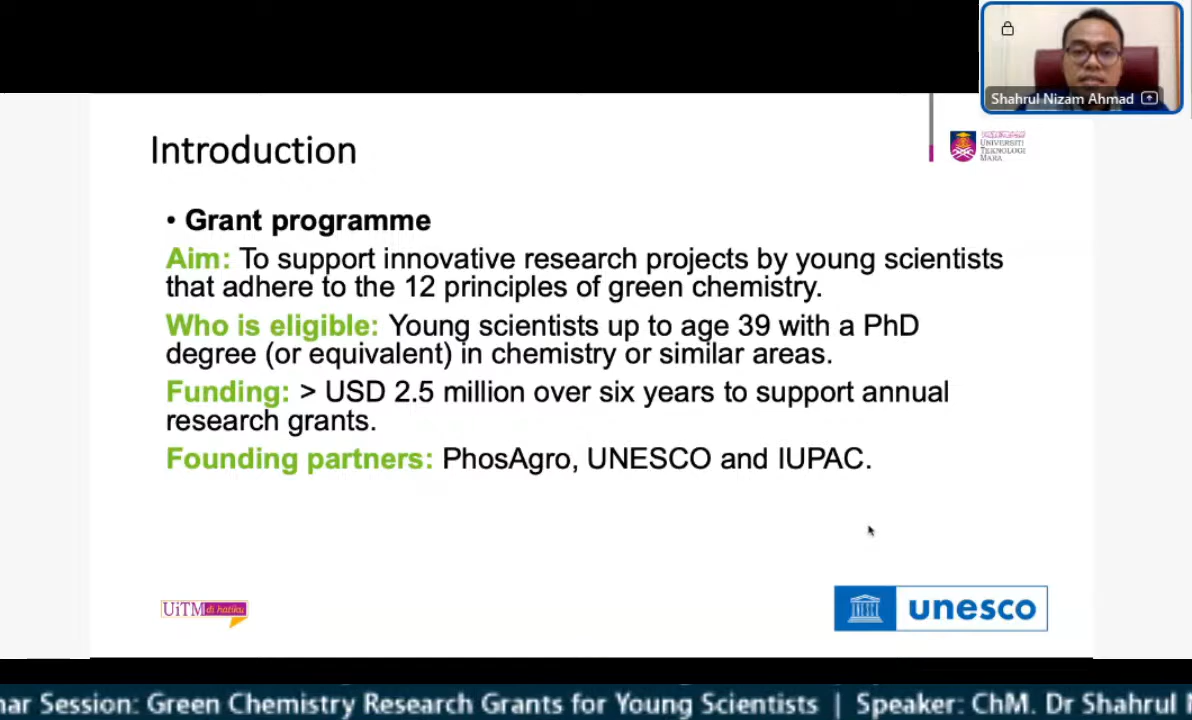 Shahrul Nizam Ahmad
Introduction
UNIVERSITI
TEKNOLOGI
MARA
• Grant programme
Aim: To support innovative research projects by young scientists
that adhere to the 12 principles of green chemistry.
Who is eligible: Young scientists up to age 39 with a PhD
degree (or equivalent) in chemistry or similar areas.
Funding: > USD 2.5 million over six years to support annual
research grants.
Founding partners: PhosAgro, UNESCO and IUPAC.
UiTM di hatiku
unesco
nar Session: Green Chemistry Research Grants for Young Scientists | Speaker: ChM. Dr Shahrul